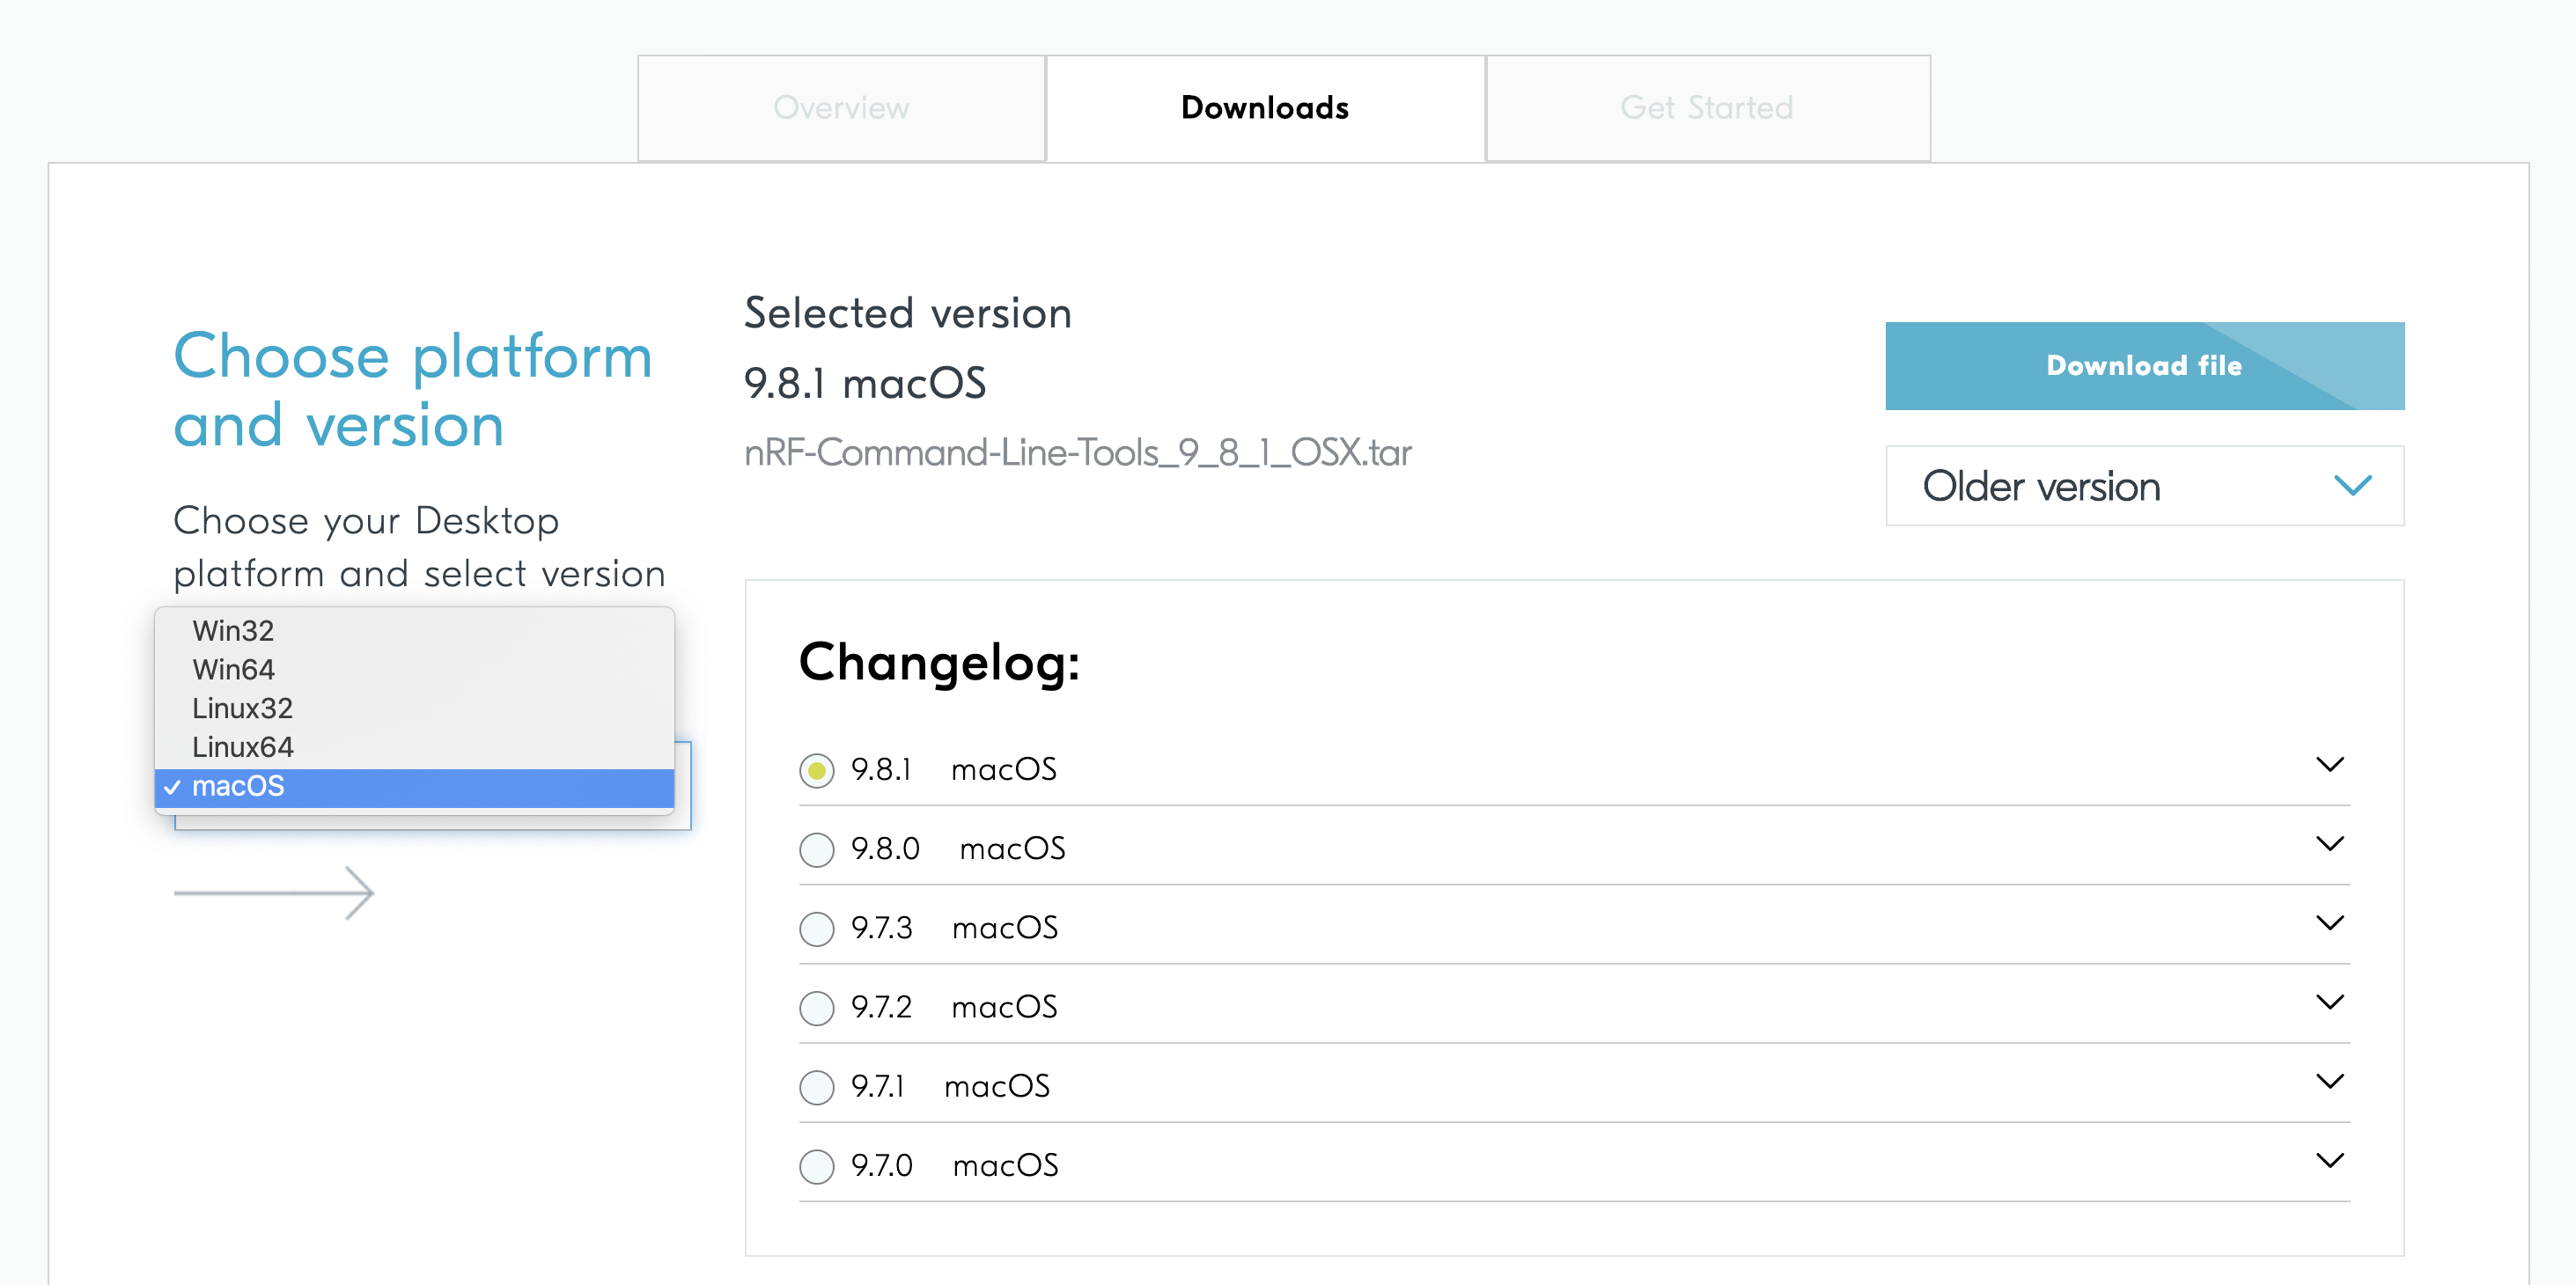 Overview
Downloads
Get Started
Choose platform
and version
Choose your Desktop
platform and select version
Win32
Win64
Linux32
Linux64
✓ macOS
Selected version
9.8.1 macOS
nRF-Command-Line-Tools_9_8_1_OSX.tar
Download file
Older version
Changelog:
9.8.1 macOS
9.8.0 macOS
9.7.3 macOS
9.7.2 macOS
9.7.1 macOS
9.7.0 macOS